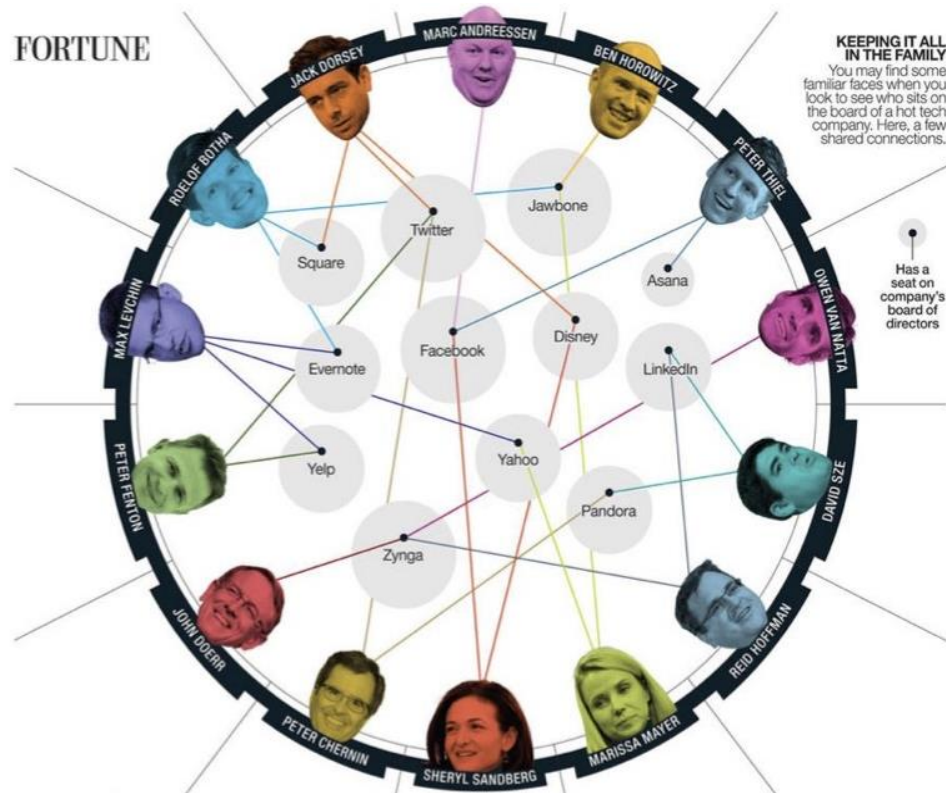 FORTUNE
MARC ANDREESSEN
JACK DORSEY
BEN HOROWITZ
KEEPING IT ALL
IN THE FAMILY
You may find some
familiar faces when you
look to see who sits on
the board of a hot tech
company. Here, a few
shared connections.
ROELOF BOTHA
PETER THIEL
Jawbone
Twitter
Square
Asana
Has a
seat on
company's
board of
directors
MAX LEVCHIN
OWEN VAN NATTA
Disney
Facebook
Evernote
LinkedIn
Yelp
Yahoo
PETER FENTON
DAVID SZE
Pandora
Zynga
JOHN DOERR
REID HOFFMAN
PETER CHERNIN
MARISSA MAYER
SHERYL SANDBERG